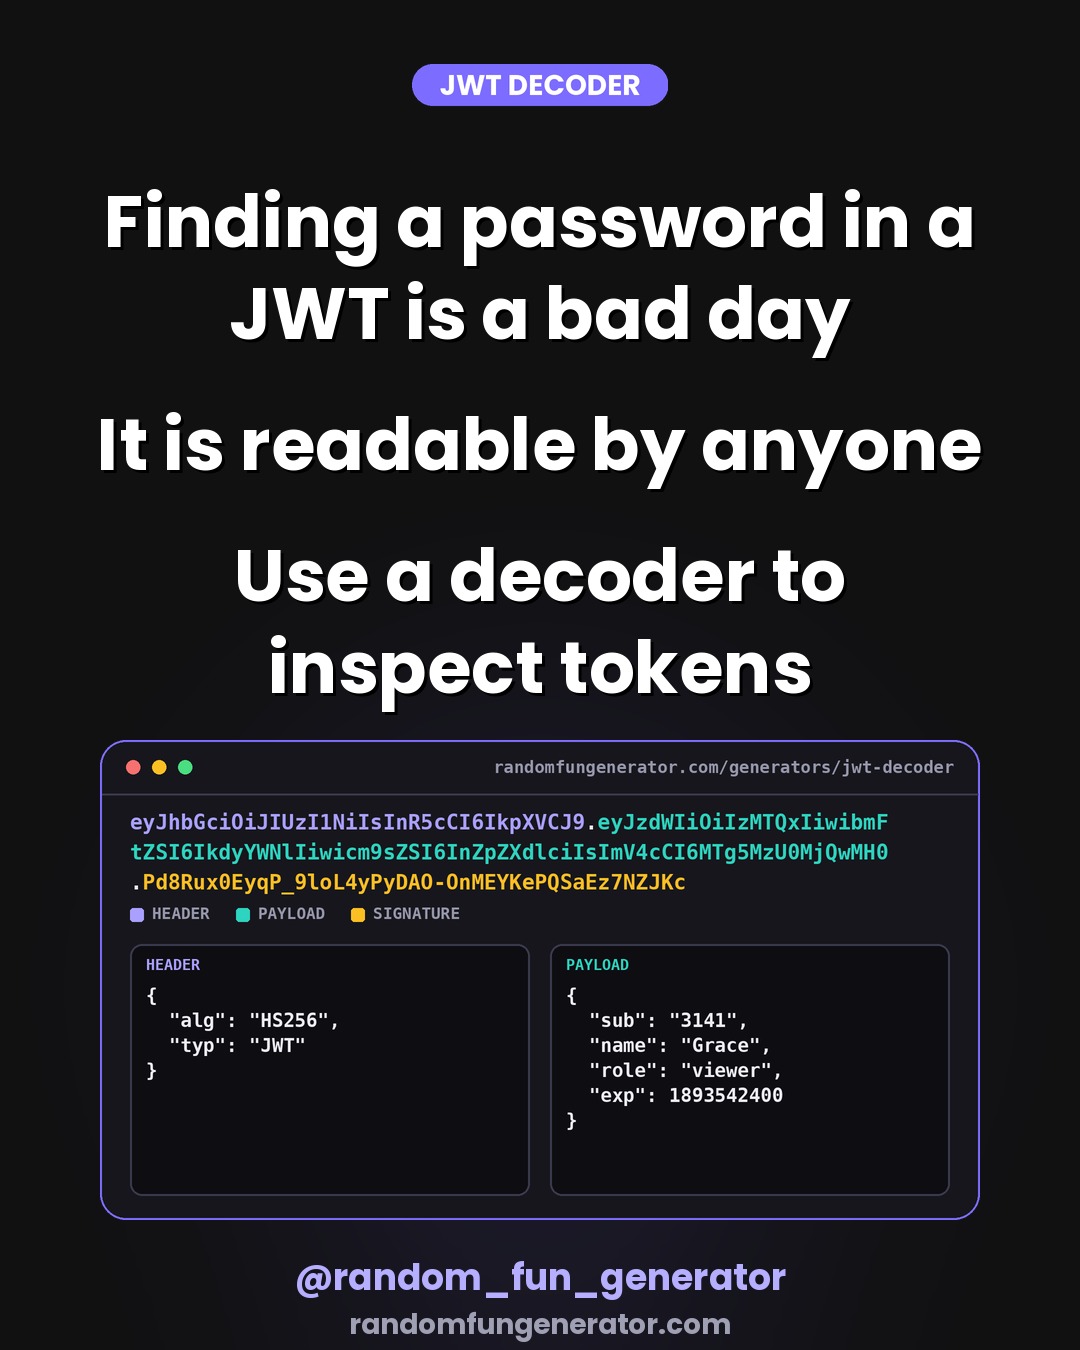 JWT DECODER
Finding a password in a
JWT is a bad day
It is readable by anyone
Use a decoder to
inspect tokens
randomfungenerator.com/generators/jwt-decoder
eyJhbGciOiJIUzI1NiIsInR5cCI6IkpXVCJ9.eyJzdWIiOiIzMTQxIiwibmF
tZSI6IkdyYWNlIiwicm9sZSI6InZpZXdlciIsImV4cCI6MTg5MzU0MjQwMH0
.Pd8Rux0EyqP_9loL4yPyDAO-OnMEYKePQSaEz7NZJKc
HEADER PAYLOAD SIGNATURE
HEADER
{
"alg": "HS256",
"typ": "JWT"
}
PAYLOAD
{
"sub": "3141",
"name": "Grace",
"role": "viewer",
"exp": 1893542400
}
@random_fun_generator
randomfungenerator.com